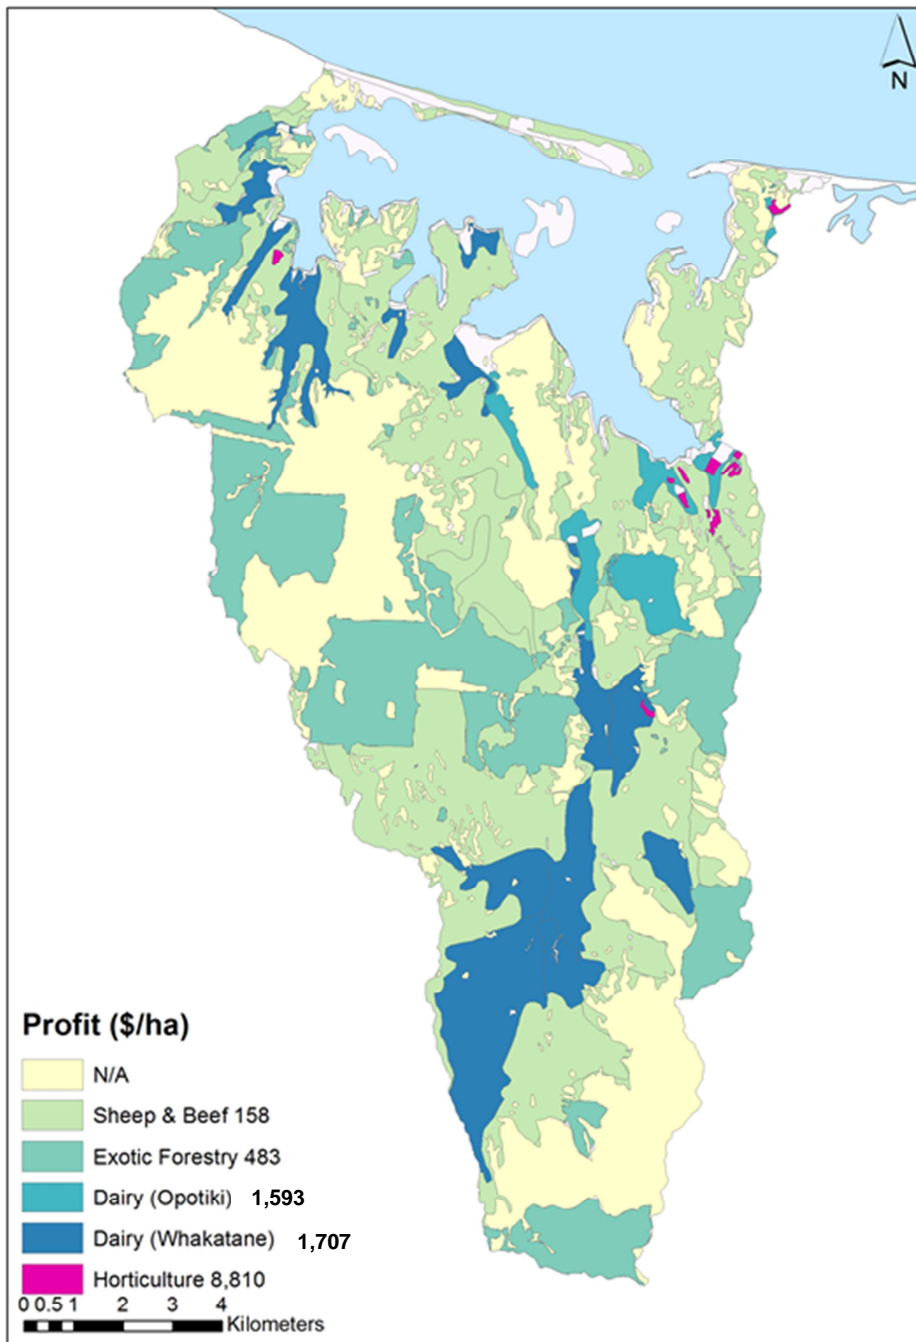 N
Profit ($/ha)
N/A
Sheep & Beef 158
Exotic Forestry 483
Dairy (Opotiki) 1,593
Dairy (Whakatane) 1,707
Horticulture 8,810
0 0.5 1 2 3 4
Kilometers